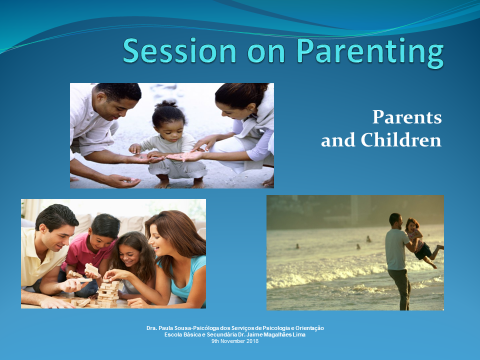 Session on Parenting
Parents
and Children
Dra. Paula Sousa-Psicóloga dos Serviços de Psicologia e Orientação
Escola Básica e Secundária Dr. Jaime Magalhães Lima
9th November 2015